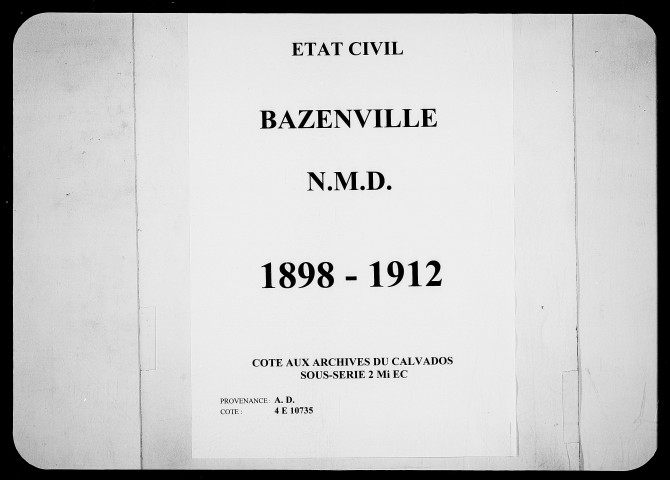 ETAT CIVIL
BAZENVILLE
N.M.D.
1898 - 1912
COTE AUX ARCHIVES DU CALVADOS
SOUS-SERIE 2 Mi EC
PROVENANCE : A. D.
COTE : 4 E 10735